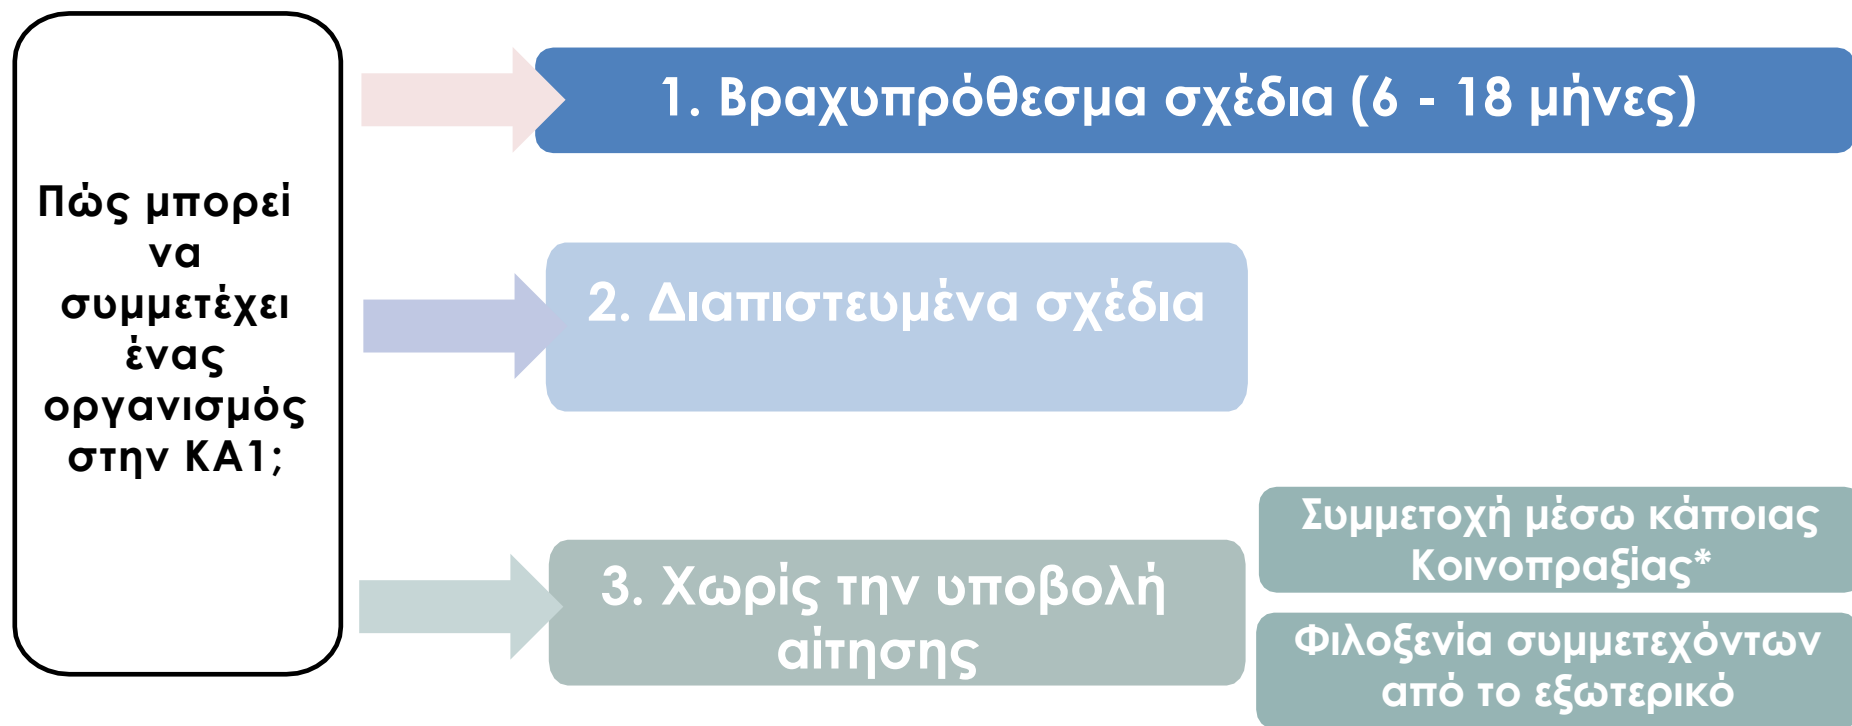 Πώς μπορεί
να
συμμετέχει
ένας
οργανισμός
στην ΚΑ1;
1. Βραχυπρόθεσμα σχέδια (6 - 18 μήνες)
2. Διαπιστευμένα σχέδια
3. Χωρίς την υποβολή
αίτησης
Συμμετοχή μέσω κάποιας
Κοινοπραξίας*
Φιλοξενία συμμετεχόντων
από το εξωτερικό